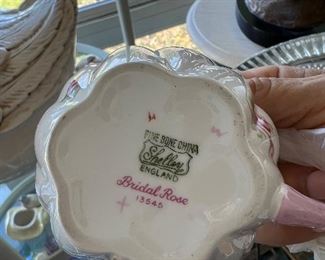 FINE BONE CHINA
Shelley
ENGLAND
Bridal Rose
13545